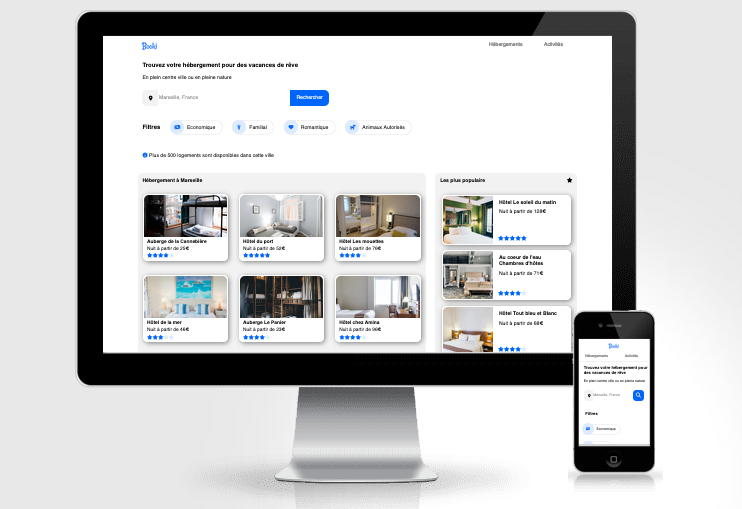 Booki
Hébergements
Activités
Trouvez votre hébergement pour des vacances de rêve
En plein centre ville ou en pleine nature
Marseille, France
Rechercher
Filtres
Economique
Familial
Romantique
Animaux Autorisés
Plus de 500 logements sont disponibles dans cette ville
Hébergement à Marseille
Auberge de la Cannebière
Nuit à partir de 25€
Hôtel du port
Nuit à partir de 52€
Hôtel Les mouettes
Nuit à partir de 76€
Hôtel de la mer
Nuit à partir de 46€
Auberge Le Panier
Nuit à partir de 23€
Hôtel chez Amina
Nuit à partir de 96€
Les plus populaire
Hôtel Le soleil du matin
Nuit à partir de 128€
Au coeur de l'eau
Chambres d'hôtes
Nuit à partir de 71€
Hôtel Tout bleu et Blanc
Nuit à partir de 68€
Booki
Hébergements
Activités
Trouvez votre hébergement pour
des vacances de rêve
En plein centre ville ou en pleine nature
Marseille, France
Filtres
Economique